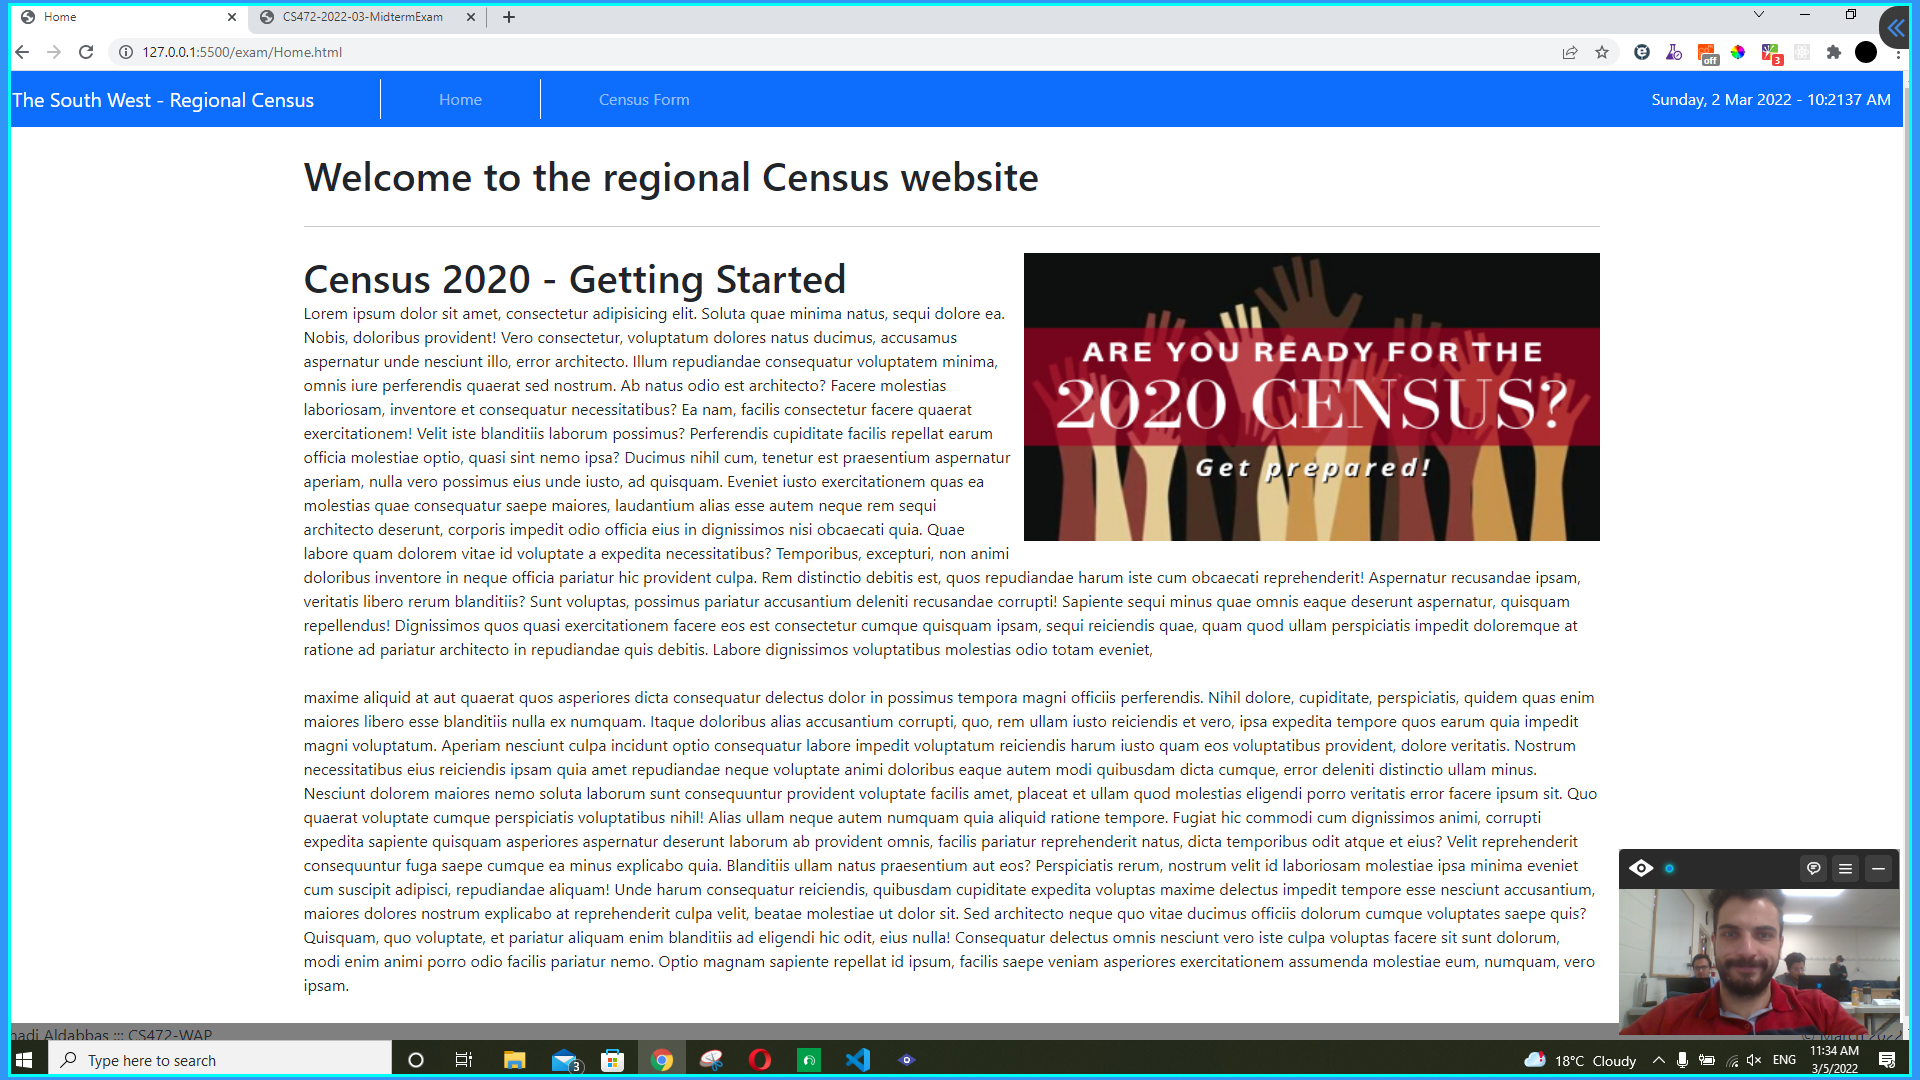 Home
CS472-2022-03-MidtermExam
127.0.0.1:5500/exam/Home.html
off
3
The South West - Regional Census
Home
Census Form
Sunday, 2 Mar 2022 - 10:2137 AM
Welcome to the regional Census website
Census 2020 - Getting Started
ARE YOU READY FOR THE
2020 CENSUS?
Get prepared!
Lorem ipsum dolor sit amet, consectetur adipisicing elit. Soluta quae minima natus, sequi dolore ea.
Nobis, doloribus provident! Vero consectetur, voluptatum dolores natus ducimus, accusamus
aspernatur unde nesciunt illo, error architecto. Illum repudiandae consequatur voluptatem minima,
omnis iure perferendis quaerat sed nostrum. Ab natus odio est architecto? Facere molestias
laboriosam, inventore et consequatur necessitatibus? Ea nam, facilis consectetur facere quaerat
exercitationem! Velit iste blanditiis laborum possimus? Perferendis cupiditate facilis repellat earum
officia molestiae optio, quasi sint nemo ipsa? Ducimus nihil cum, tenetur est praesentium aspernatur
aperiam, nulla vero possimus eius unde iusto, ad quisquam. Eveniet iusto exercitationem quas ea
molestias quae consequatur saepe maiores, laudantium alias esse autem neque rem sequi
architecto deserunt, corporis impedit odio officia eius in dignissimos nisi obcaecati quia. Quae
labore quam dolorem vitae id voluptate a expedita necessitatibus? Temporibus, excepturi, non animi
doloribus inventore in neque officia pariatur hic provident culpa. Rem distinctio debitis est, quos repudiandae harum iste cum obcaecati reprehenderit! Aspernatur recusandae ipsam,
veritatis libero rerum blanditiis? Sunt voluptas, possimus pariatur accusantium deleniti recusandae corrupti! Sapiente sequi minus quae omnis eaque deserunt aspernatur, quisquam
repellendus! Dignissimos quos quasi exercitationem facere eos est consectetur cumque quisquam ipsam, sequi reiciendis quae, quam quod ullam perspiciatis impedit doloremque at
ratione ad pariatur architecto in repudiandae quis debitis. Labore dignissimos voluptatibus molestias odio totam eveniet,
maxime aliquid at aut quaerat quos asperiores dicta consequatur delectus dolor in possimus tempora magni officiis perferendis. Nihil dolore, cupiditate, perspiciatis, quidem quas enim
maiores libero esse blanditiis nulla ex numquam. Itaque doloribus alias accusantium corrupti, quo, rem ullam iusto reiciendis et vero, ipsa expedita tempore quos earum quia impedit
magni voluptatum. Aperiam nesciunt culpa incidunt optio consequatur labore impedit voluptatum reiciendis harum iusto quam eos voluptatibus provident, dolore veritatis. Nostrum
necessitatibus eius reiciendis ipsam quia amet repudiandae neque voluptate animi doloribus eaque autem modi quibusdam dicta cumque, error deleniti distinctio ullam minus.
Nesciunt dolorem maiores nemo soluta laborum sunt consequuntur provident voluptate facilis amet, placeat et ullam quod molestias eligendi porro veritatis error facere ipsum sit. Quo
quaerat voluptate cumque perspiciatis voluptatibus nihil! Alias ullam neque autem numquam quia aliquid ratione tempore. Fugiat hic commodi cum dignissimos animi, corrupti
expedita sapiente quisquam asperiores aspernatur deserunt laborum ab provident omnis, facilis pariatur reprehenderit natus, dicta temporibus odit atque et eius? Velit reprehenderit
consequuntur fuga saepe cumque ea minus explicabo quia. Blanditiis ullam natus praesentium aut eos? Perspiciatis rerum, nostrum velit id laboriosam molestiae ipsa minima eveniet
cum suscipit adipisci, repudiandae aliquam! Unde harum consequatur reiciendis, quibusdam cupiditate expedita voluptas maxime delectus impedit tempore esse nesciunt accusantium,
maiores dolores nostrum explicabo at reprehenderit culpa velit, beatae molestiae ut dolor sit. Sed architecto neque quo vitae ducimus officiis dolorum cumque voluptates saepe quis?
Quisquam, quo voluptate, et pariatur aliquam enim blanditiis ad eligendi hic odit, eius nulla! Consequatur delectus omnis nesciunt vero iste culpa voluptas facere sit sunt dolorum,
modi enim animi porro odio facilis pariatur nemo. Optio magnam sapiente repellat id ipsum, facilis saepe veniam asperiores exercitationem assumenda molestiae eum, numquam, vero
ipsam.
Aldabbas ::: CS472-WAP
© March 2022
Type here to search
3
18°C Cloudy
ENG
11:34 AM
3/5/2022